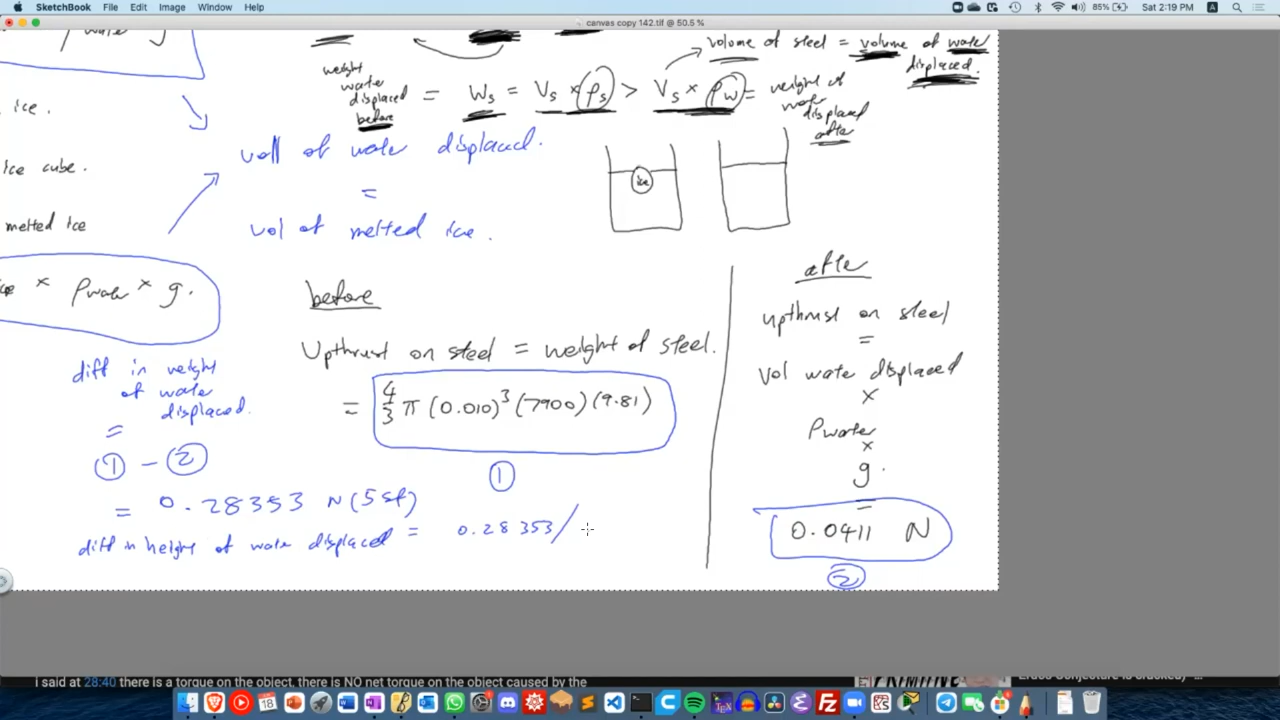 SketchBook File Edit Image Window Help
85% Sat 2:19 PM
canvas copy 142.tif @ 50.5 %
ρwater g
volume of steel = volume of water displaced.
weight water displaced before = Ws = Vs × ρs > Vs × ρw = weight of water displaced after
ice.
ice cube.
melted ice
× ρwater × g.
vol of water displaced.
=
vol of melted ice.
ice
before
Upthrust on steel = weight of steel.
= 4/3 π (0.010)³ (7900)(9.81)
①
after
upthrust on steel
=
vol water displaced
×
ρwater
×
g.
=
0.0411 N
②
diff in weight
of water
displaced.
=
① - ②
= 0.28353 N (5sf)
diff in height of water displaced = 0.28353/
I said at 28:40 there is a torque on the object, there is NO net torque on the object caused by the
18